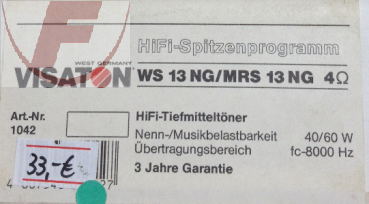 HiFi-Spitzenprogramm
WEST GERMANY
VISATON
WS 13 NG/MRS 13 NG 4Ω
Art.-Nr.
1042
HiFi-Tiefmitteltöner
Nenn-/Musikbelastbarkeit 40/60 W
Übertragungsbereich fc-8000 Hz
3 Jahre Garantie
33,-€